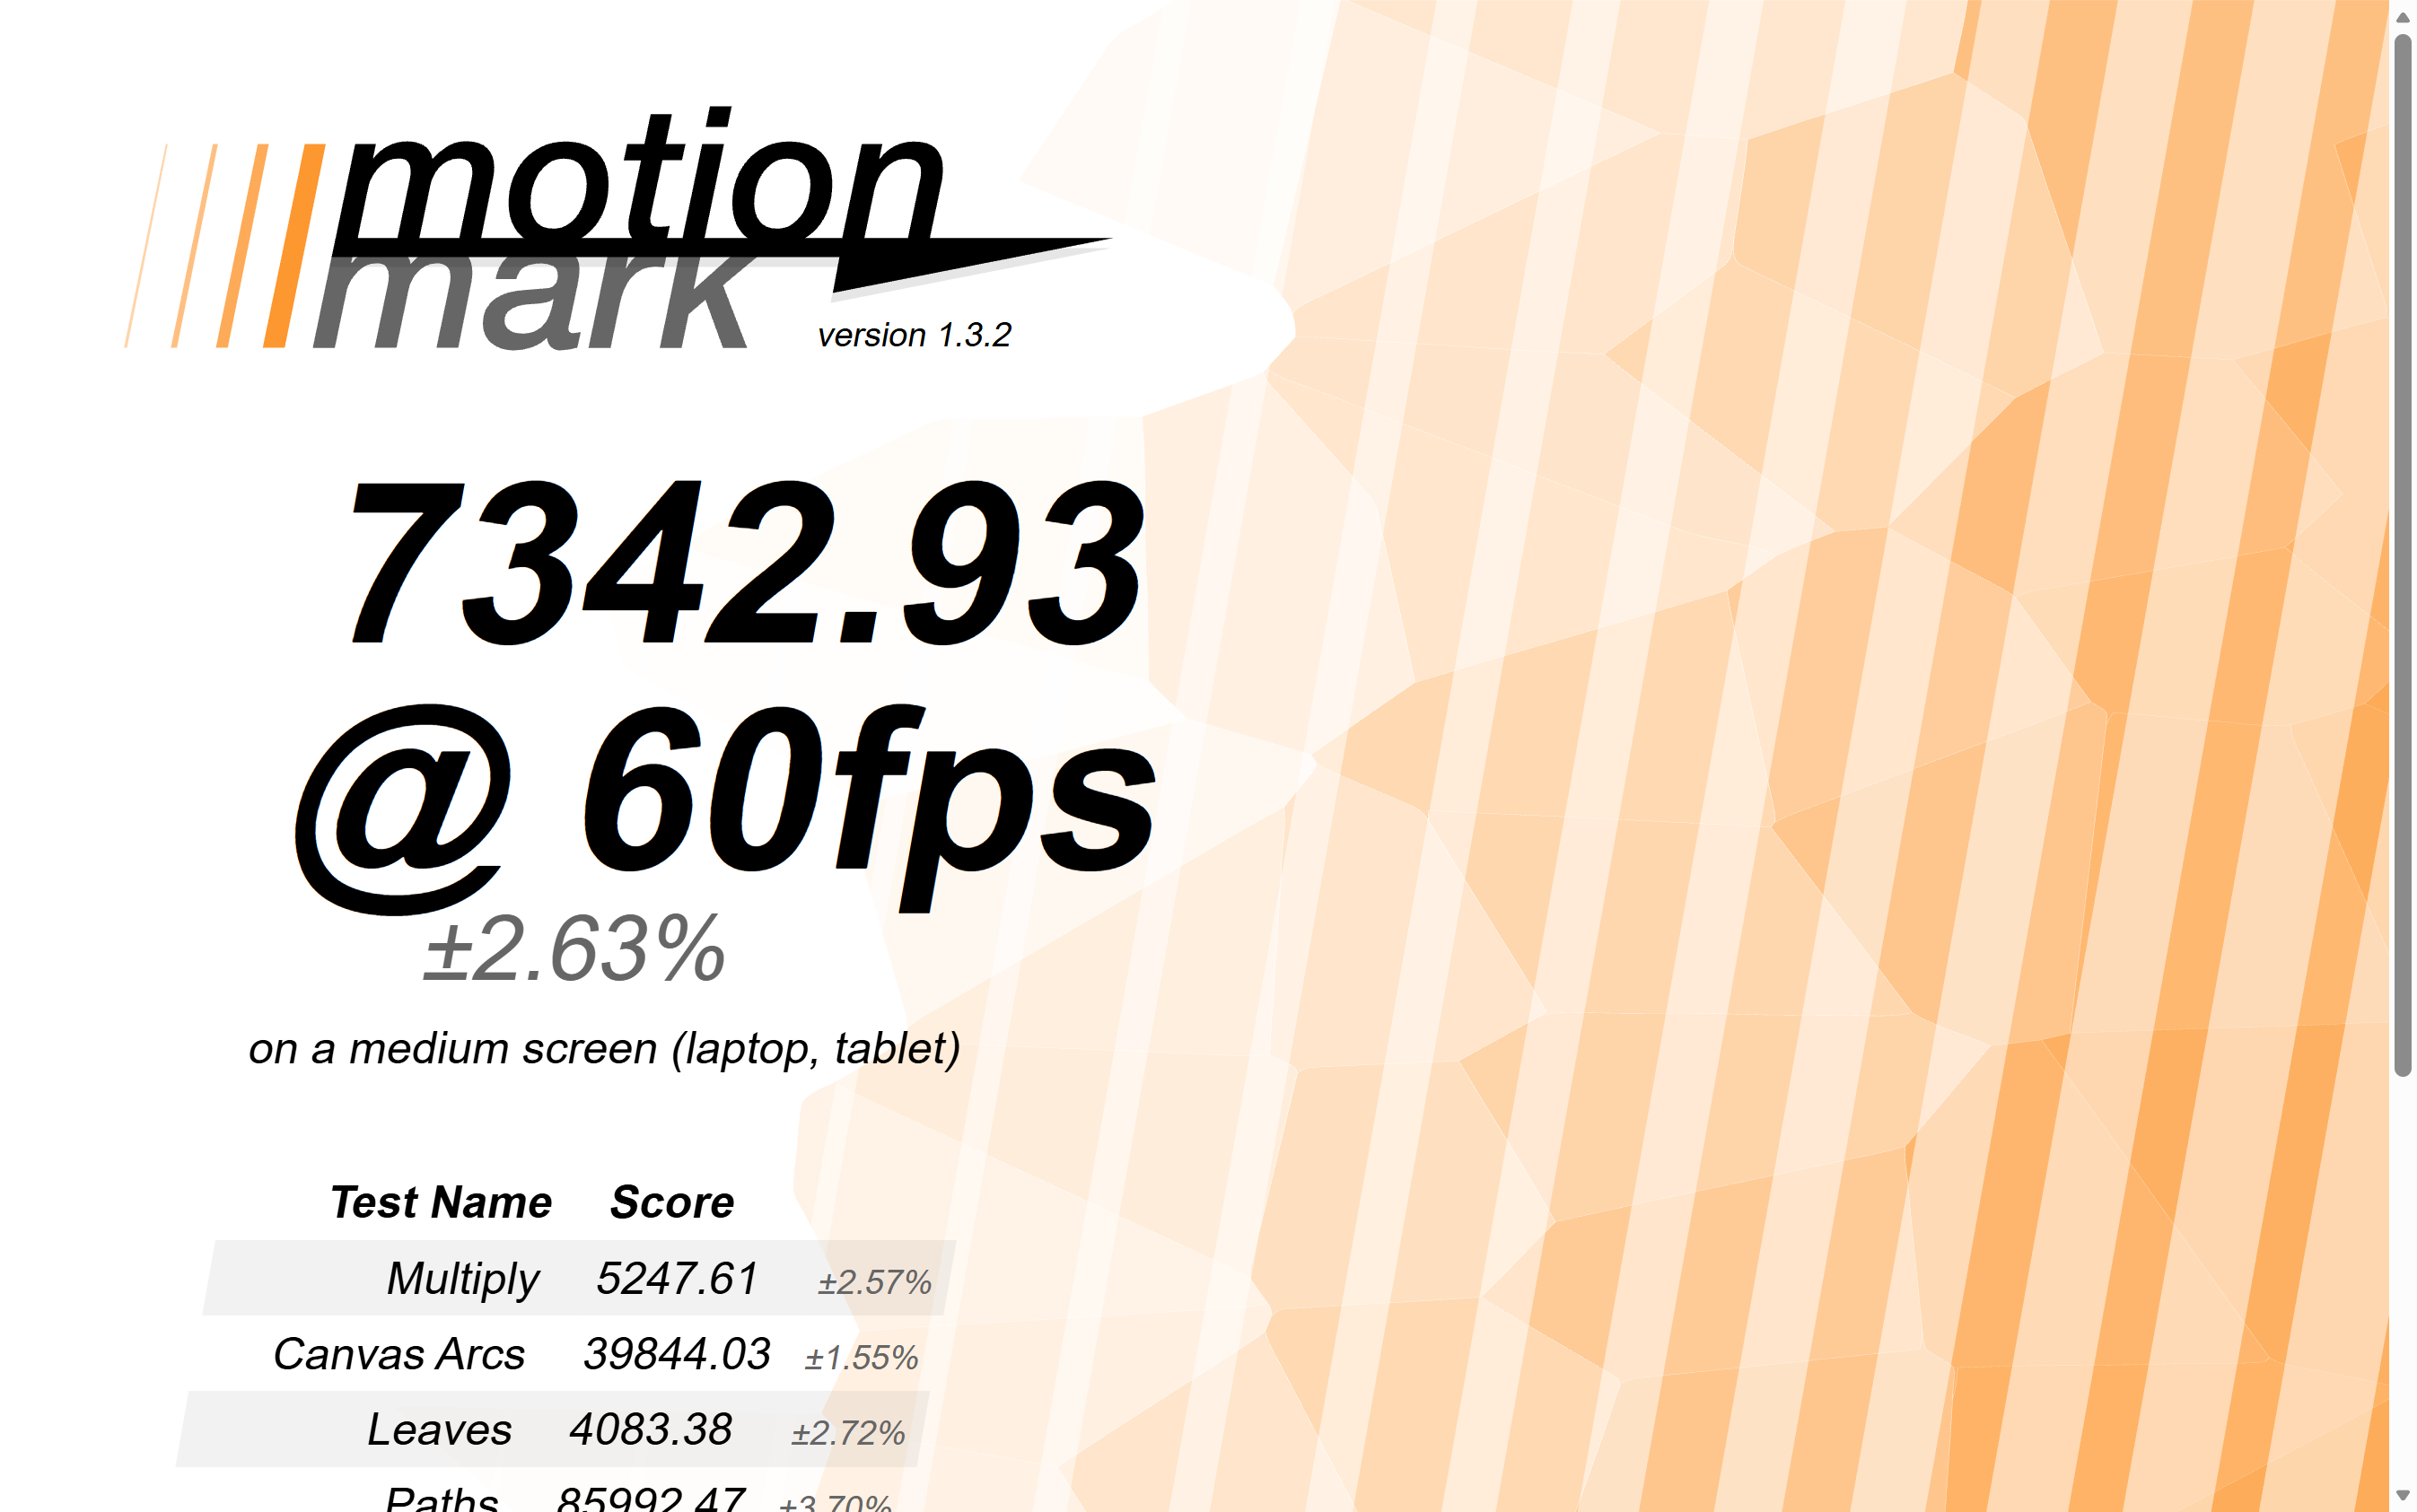 motion
mark
version 1.3.2
7342.93
@ 60fps
±2.63%
on a medium screen (laptop, tablet)
Test Name Score
Multiply 5247.61 ±2.57%
Canvas Arcs 39844.03 ±1.55%
Leaves 4083.38 ±2.72%
Paths 85992.47 ±3.70%